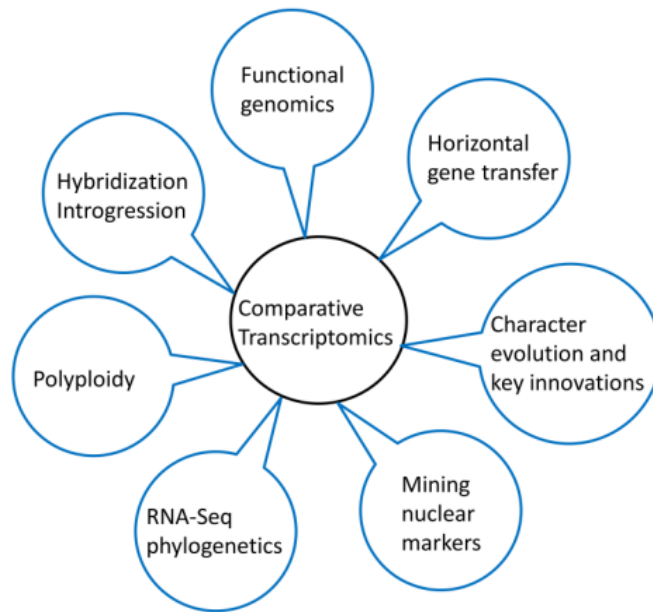 Functional
genomics
Horizontal
gene transfer
Hybridization
Introgression
Comparative
Transcriptomics
Character
evolution and
key innovations
Polyploidy
Mining
nuclear
markers
RNA-Seq
phylogenetics